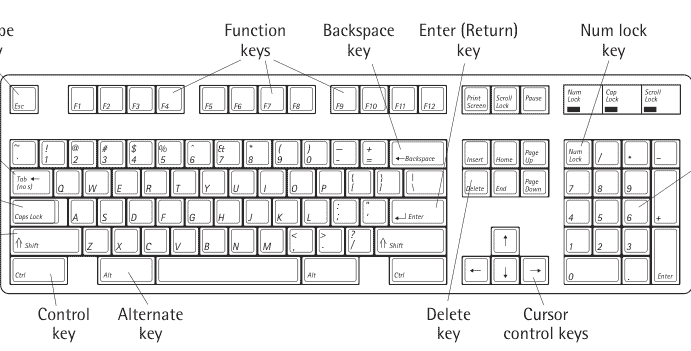 pe Function Backspace Enter (Return) Num lock
y keys key key key
Esc F1 F2 F3 F4 F5 F6 F7 F8 F9 F10 F11 F12 Print Screen Scroll Lock Pause Num Lock Cap Lock Scroll Lock
~ ! 1 @ 2 # 3 $ 4 % 5 ^ 6 & 7 * 8 ( 9 ) 0 — - + = ←Backspace Insert Home Page Up Num Lock / * –
Tab ← (no s) Q W E R T Y U I O P [ ] \ Delete End Page Down 7 8 9
Caps Lock A S D F G H J K L : ; " ' ↵ Enter 4 5 6 +
⇧ Shift Z X C V B N M < , > . ? / ⇧ Shift ↑ 1 2 3
Ctrl Alt Alt Ctrl ← ↓ → 0 . Enter
Control Alternate Delete Cursor
key key key control keys